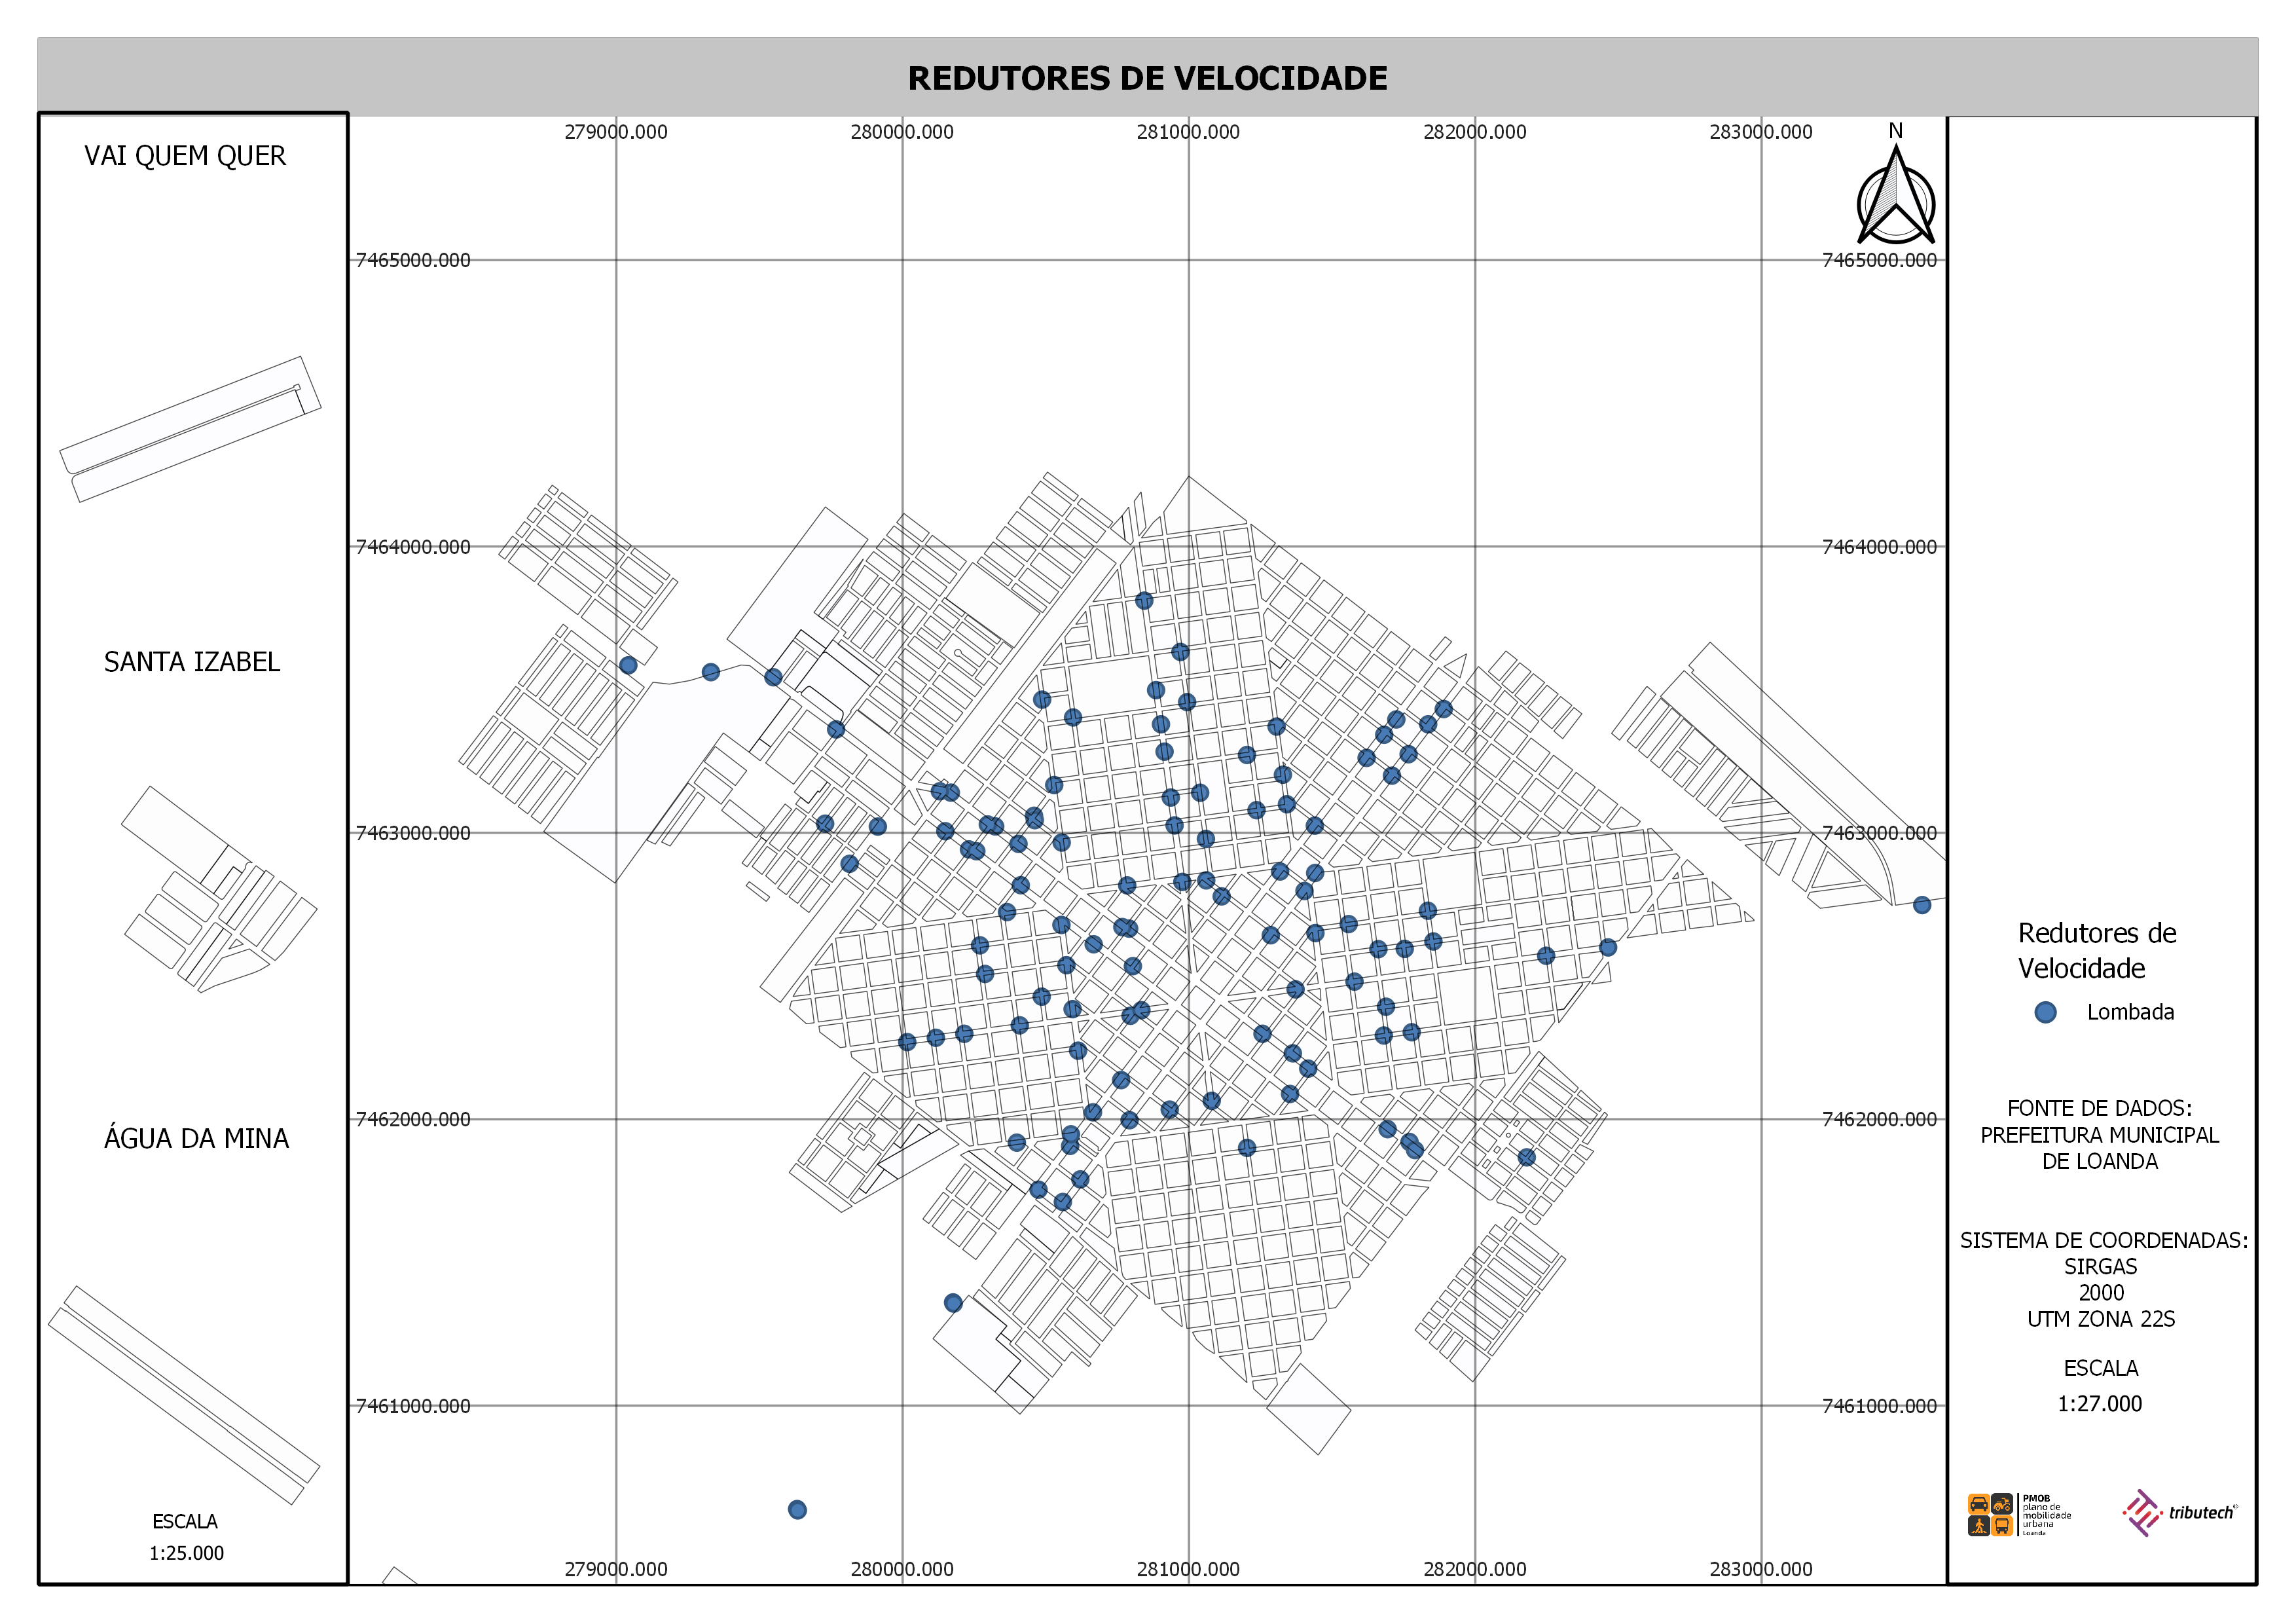 REDUTORES DE VELOCIDADE
VAI QUEM QUER
SANTA IZABEL
ÁGUA DA MINA
ESCALA
1:25.000
279000.000
280000.000
281000.000
282000.000
283000.000
N
7465000.000
7465000.000
7464000.000
7464000.000
7463000.000
7463000.000
7462000.000
7462000.000
7461000.000
7461000.000
279000.000
280000.000
281000.000
282000.000
283000.000
Redutores de
Velocidade
Lombada
FONTE DE DADOS:
PREFEITURA MUNICIPAL
DE LOANDA
SISTEMA DE COORDENADAS:
SIRGAS
2000
UTM ZONA 22S
ESCALA
1:27.000
PMOB
plano de
mobilidade
urbana
Loanda
tributech®